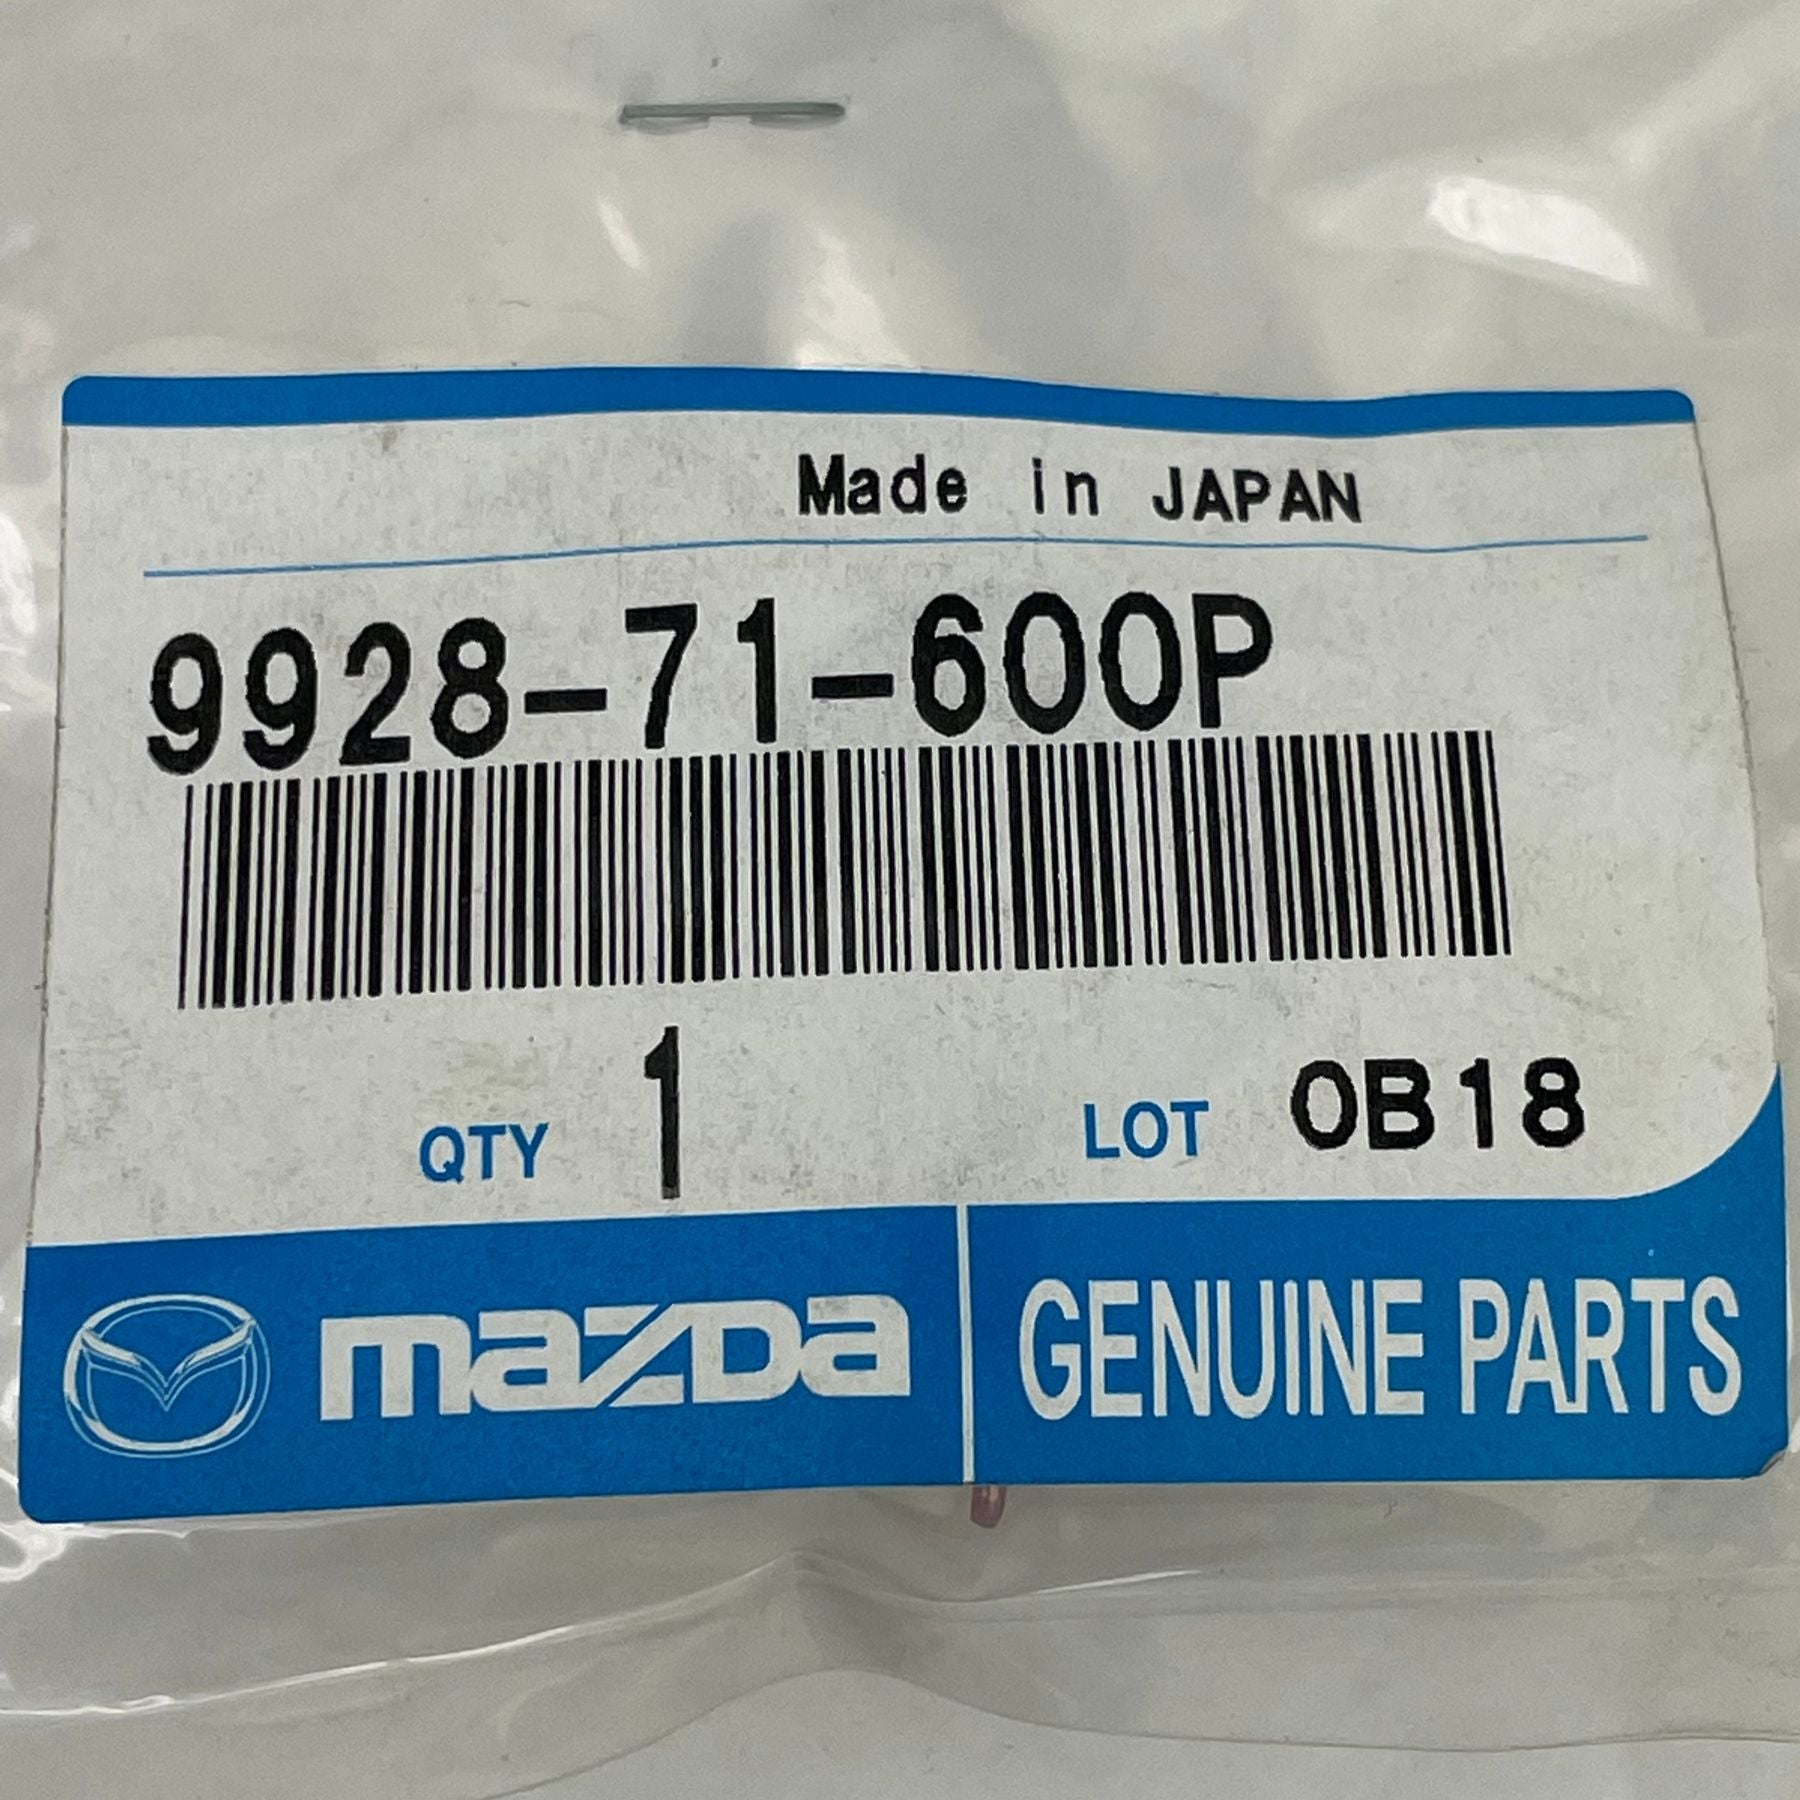 Made in JAPAN
9928-71-600P
QTY 1 LOT 0B18
mazda GENUINE PARTS